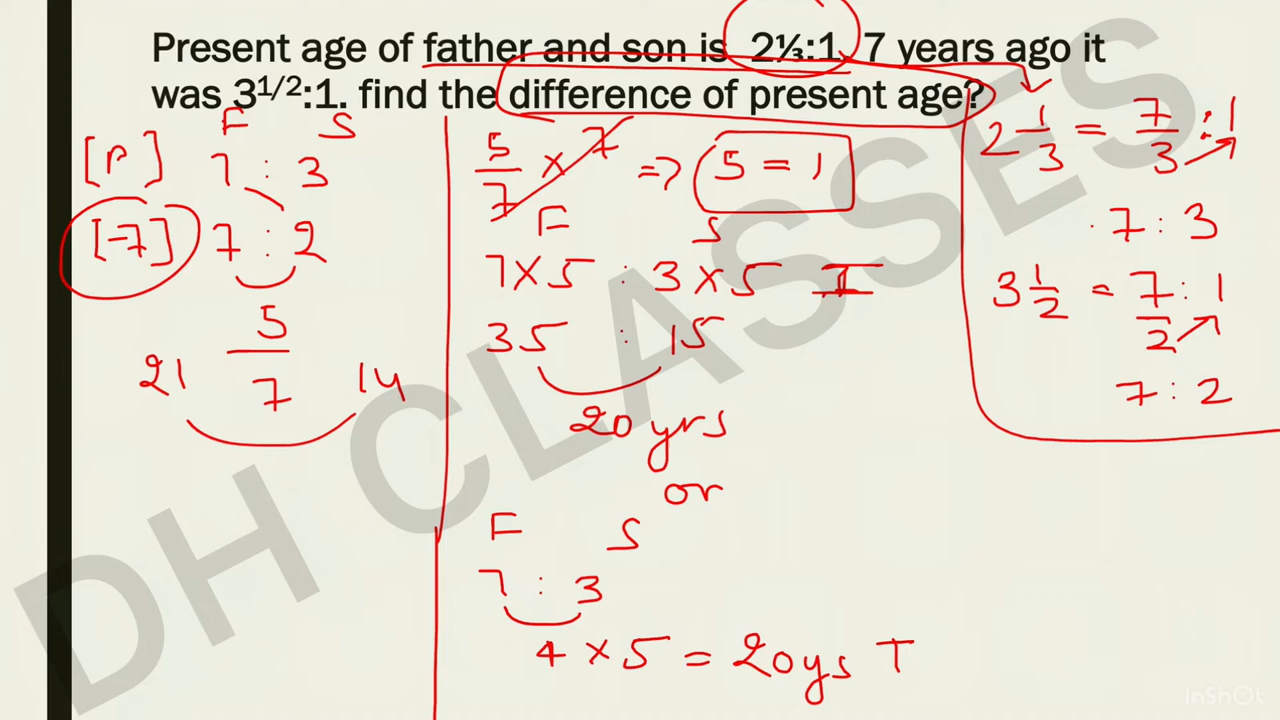 Present age of father and son is 2⅓:1. 7 years ago it
was 3^1/2:1. find the difference of present age?
F S
[P] 7 : 3
[-7] 7 : 2
5
7
21 14
5/7 × 7 => 5 = 1
F S
7×5 : 3×5
35 : 15
20 yrs
or
F S
7 : 3
4 × 5 = 20ys
2 1/3 = 7/3 : 1
7 : 3
3 1/2 = 7/2 : 1
7 : 2
DH CLASSES
InShOt